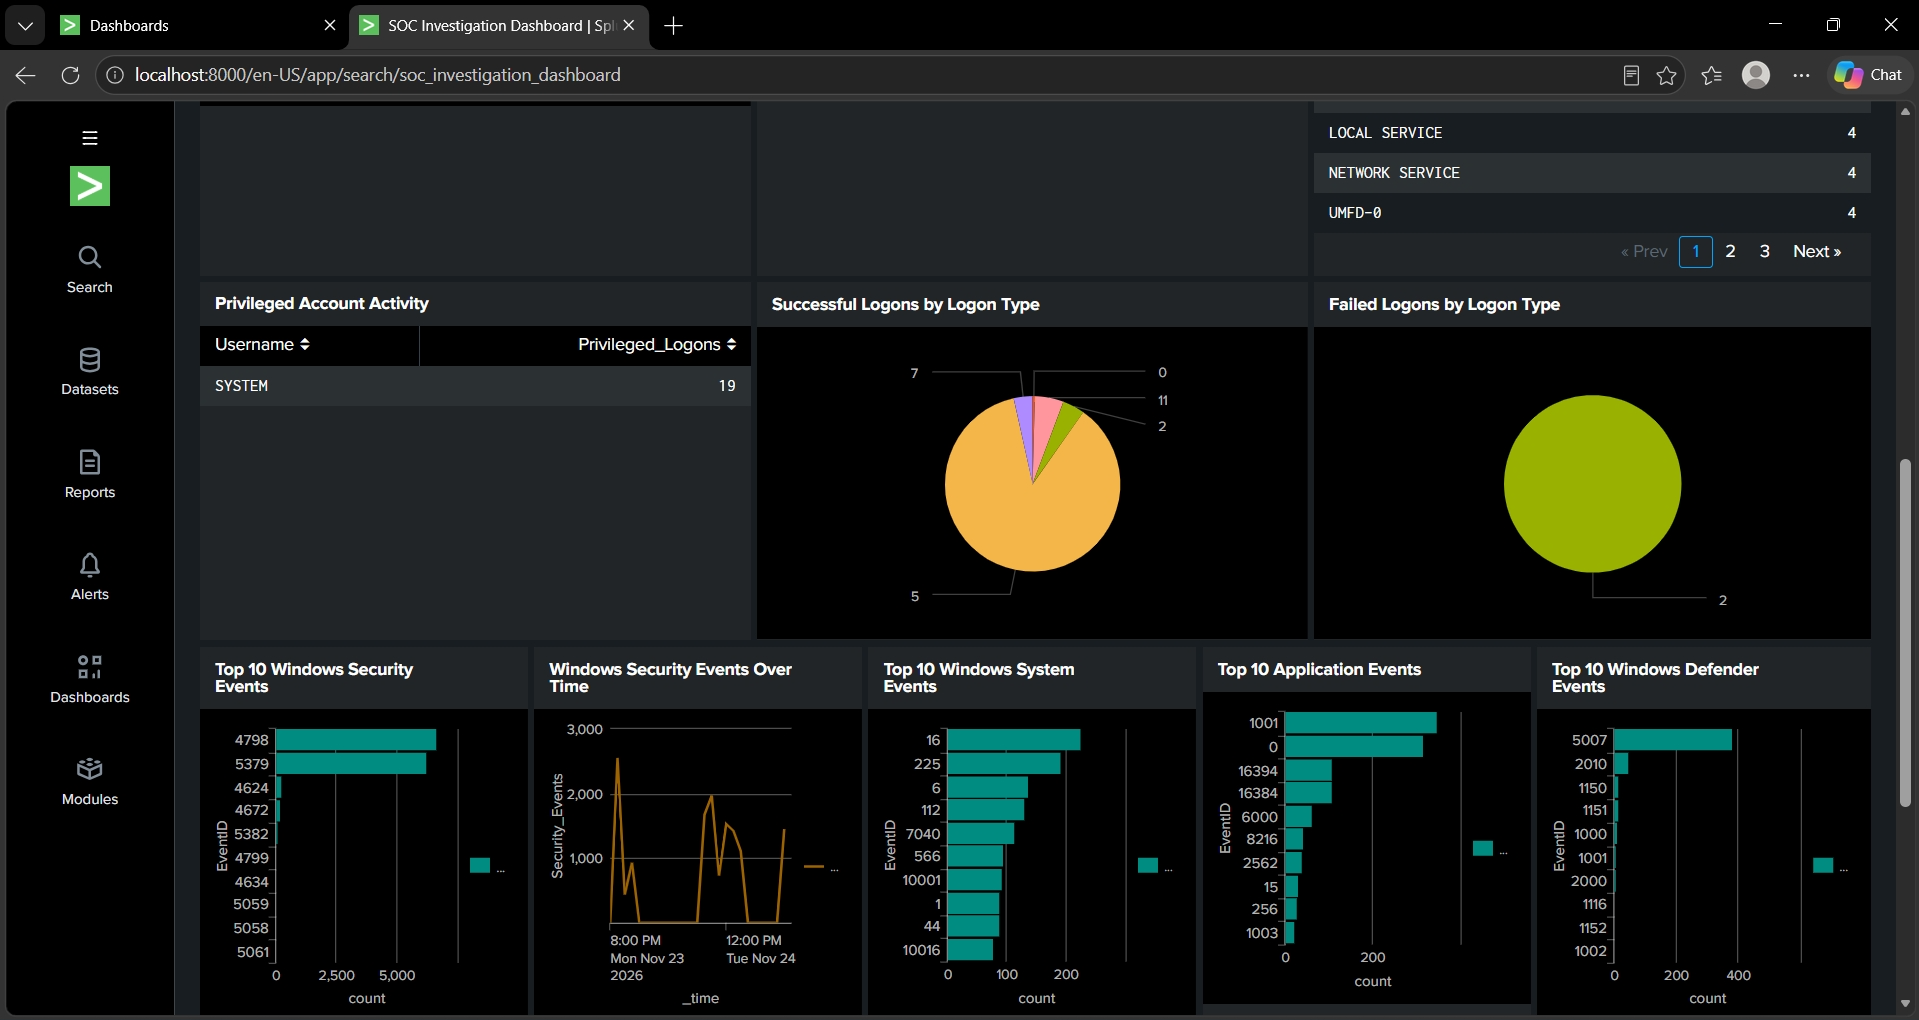 Dashboards
SOC Investigation Dashboard | Spl
localhost:8000/en-US/app/search/soc_investigation_dashboard
Chat
Search
Datasets
Reports
Alerts
Dashboards
Modules
LOCAL SERVICE 4
NETWORK SERVICE 4
UMFD-0 4
« Prev 1 2 3 Next »
Privileged Account Activity
Username Privileged_Logons
SYSTEM 19
Successful Logons by Logon Type
7
0
11
2
5
Failed Logons by Logon Type
2
Top 10 Windows Security
Events
EventID
4798
5379
4624
4672
5382
4799
4634
5059
5058
5061
0 2,500 5,000
count
...
Windows Security Events Over
Time
Security_Events
3,000
2,000
1,000
8:00 PM
Mon Nov 23
2026
12:00 PM
Tue Nov 24
_time
...
Top 10 Windows System
Events
EventID
16
225
6
112
7040
566
10001
1
44
10016
0 100 200
count
...
Top 10 Application Events
EventID
1001
0
16394
16384
6000
8216
2562
15
256
1003
0 200
count
...
Top 10 Windows Defender
Events
EventID
5007
2010
1150
1151
1000
1001
2000
1116
1152
1002
0 200 400
count
...